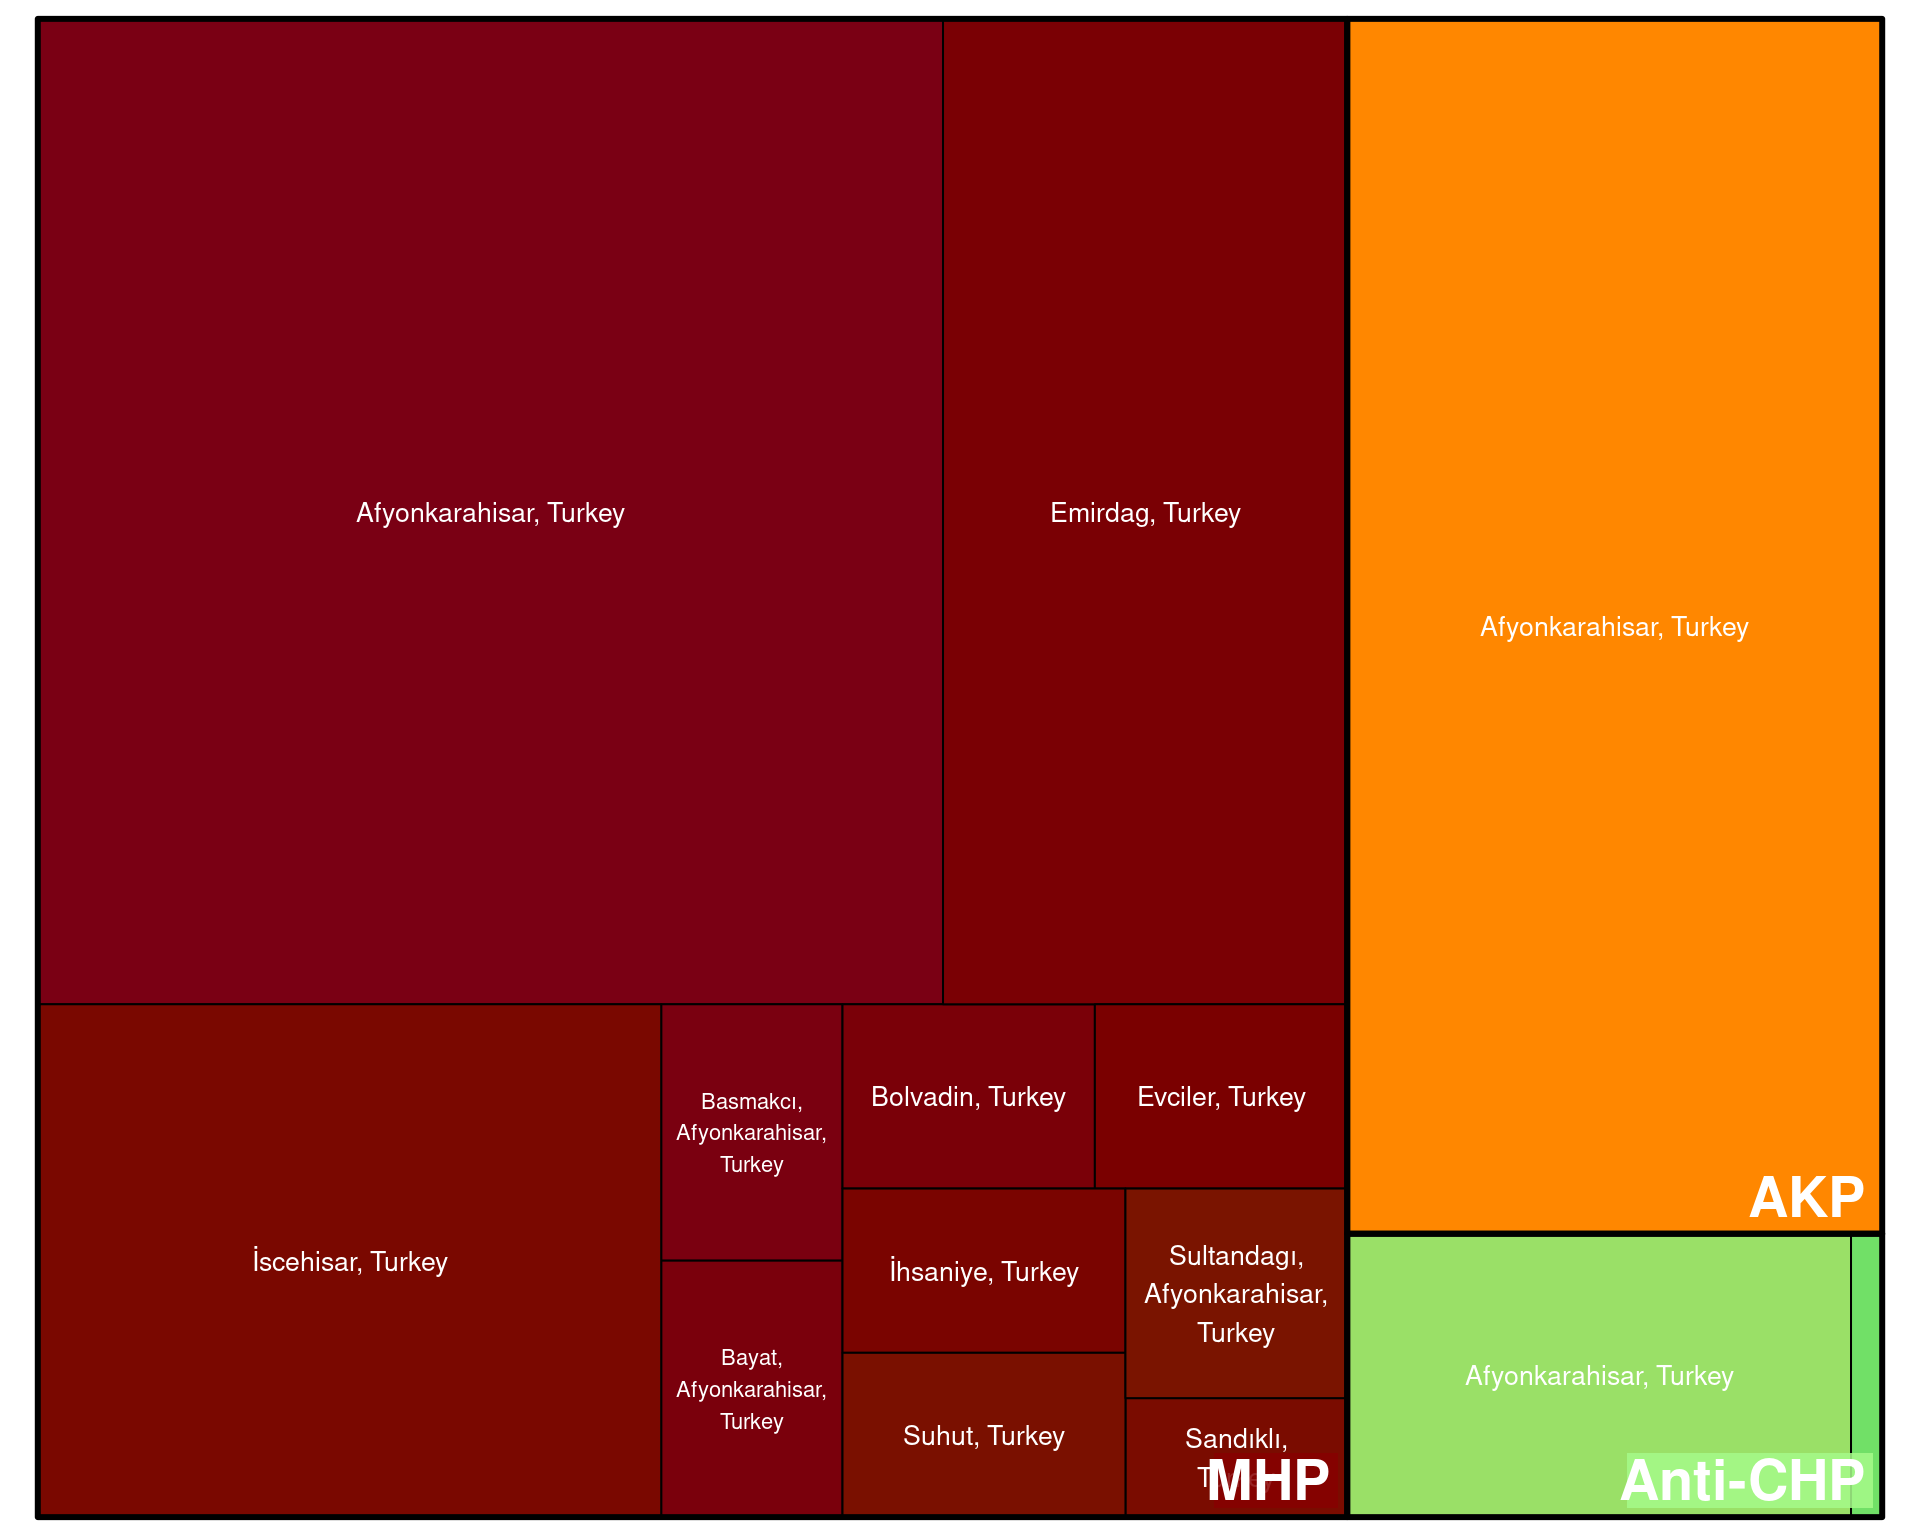 Afyonkarahisar, Turkey
Emirdag, Turkey
Afyonkarahisar, Turkey
AKP
İscehisar, Turkey
Basmakcı,
Afyonkarahisar,
Turkey
Bayat,
Afyonkarahisar,
Turkey
Bolvadin, Turkey
Evciler, Turkey
İhsaniye, Turkey
Suhut, Turkey
Sultandagı,
Afyonkarahisar,
Turkey
Sandıklı,
MHP
Afyonkarahisar, Turkey
Anti-CHP